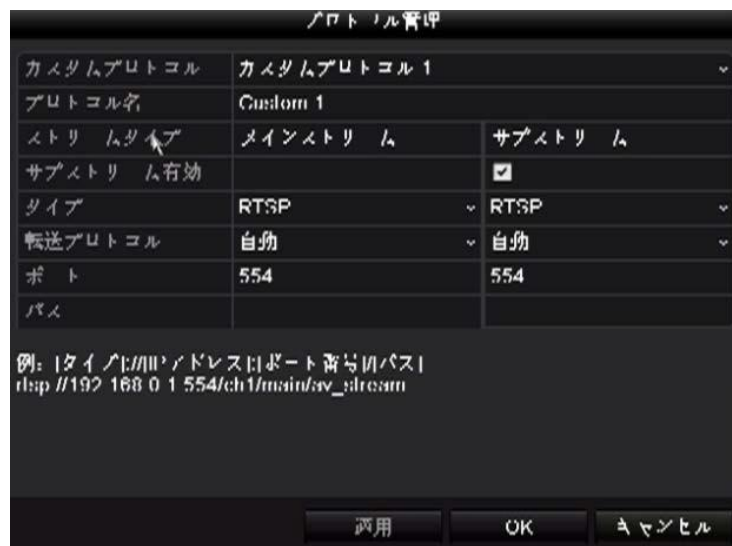 プロトコル管理
カスタムプロトコル カスタムプロトコル 1
プロトコル名 Custom 1
ストリームタイプ メインストリーム サブストリーム
サブストリーム有効
タイプ RTSP RTSP
転送プロトコル 自動 自動
ポート 554 554
パス
例: [タイプ]://[IPアドレス]:[ポート番号]/[パス]
rtsp://192.168.0.1:554/ch1/main/av_stream
適用 OK キャンセル